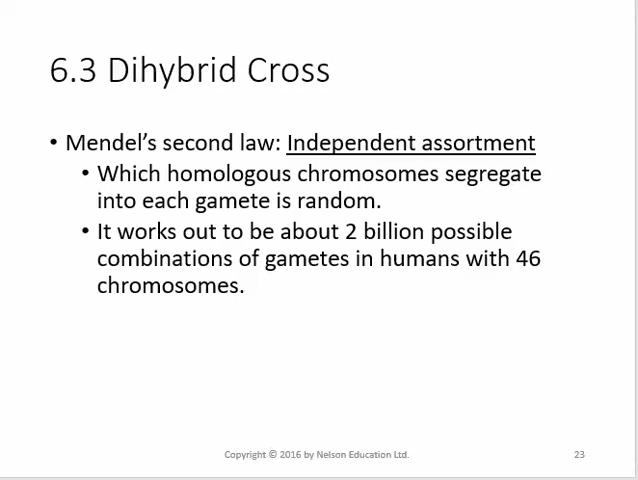 6.3 Dihybrid Cross
• Mendel's second law: Independent assortment
• Which homologous chromosomes segregate
into each gamete is random.
• It works out to be about 2 billion possible
combinations of gametes in humans with 46
chromosomes.
Copyright © 2016 by Nelson Education Ltd.
23